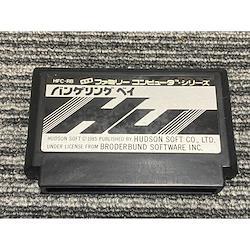 HFC-RB ファミリーコンピュータ・シリーズ
バンゲリング ベイ
HUDSON SOFT © 1985 PUBLISHED BY HUDSON SOFT CO., LTD.
UNDER LICENSE FROM BRODERBUND SOFTWARE INC.